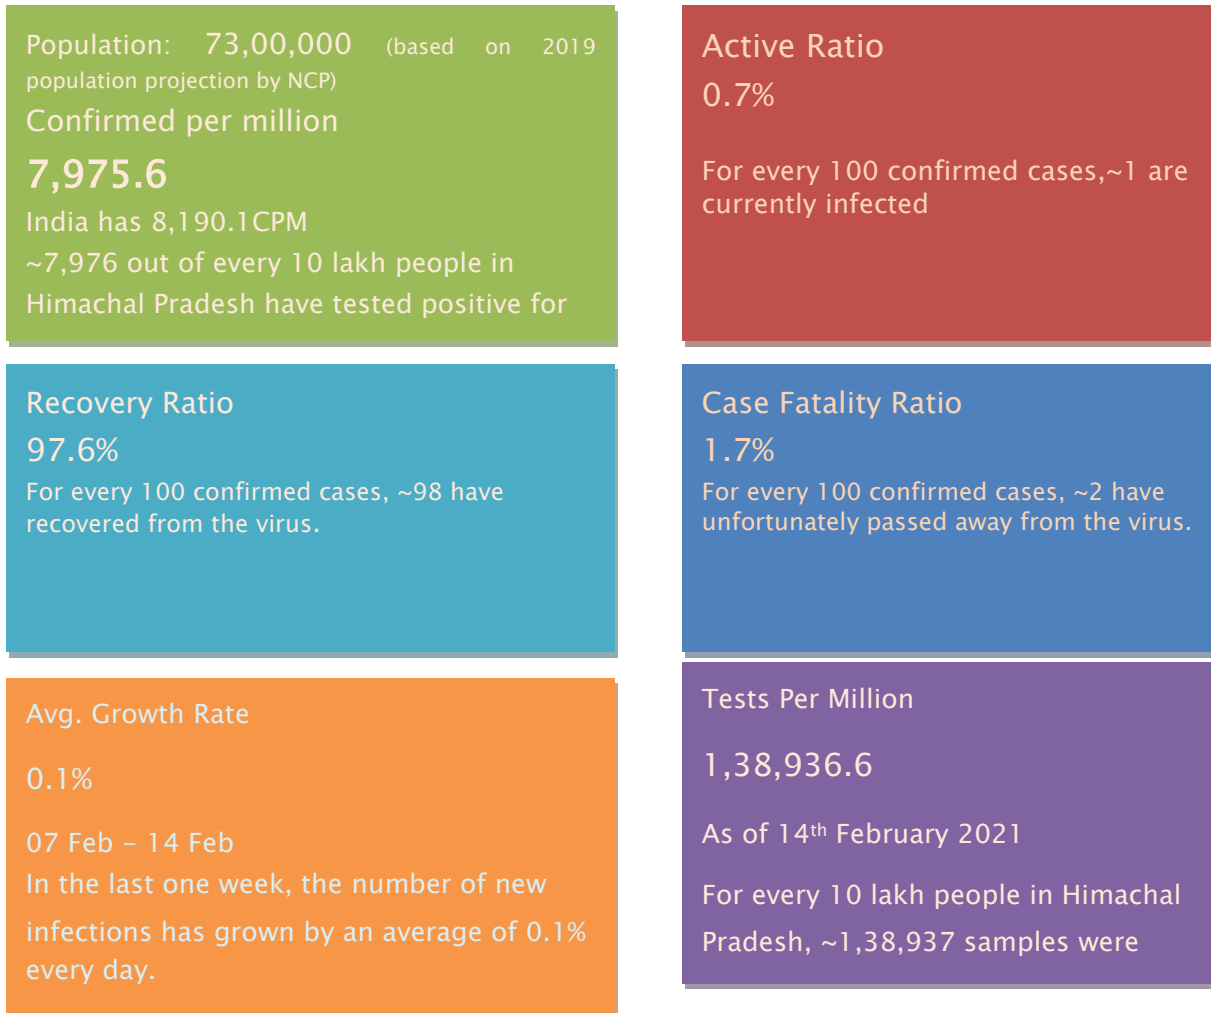 Population: 73,00,000 (based on 2019
population projection by NCP)
Confirmed per million
7,975.6
India has 8,190.1CPM
~7,976 out of every 10 lakh people in
Himachal Pradesh have tested positive for
Active Ratio
0.7%
For every 100 confirmed cases,~1 are
currently infected
Recovery Ratio
97.6%
For every 100 confirmed cases, ~98 have
recovered from the virus.
Case Fatality Ratio
1.7%
For every 100 confirmed cases, ~2 have
unfortunately passed away from the virus.
Avg. Growth Rate
0.1%
07 Feb – 14 Feb
In the last one week, the number of new
infections has grown by an average of 0.1%
every day.
Tests Per Million
1,38,936.6
As of 14th February 2021
For every 10 lakh people in Himachal
Pradesh, ~1,38,937 samples were